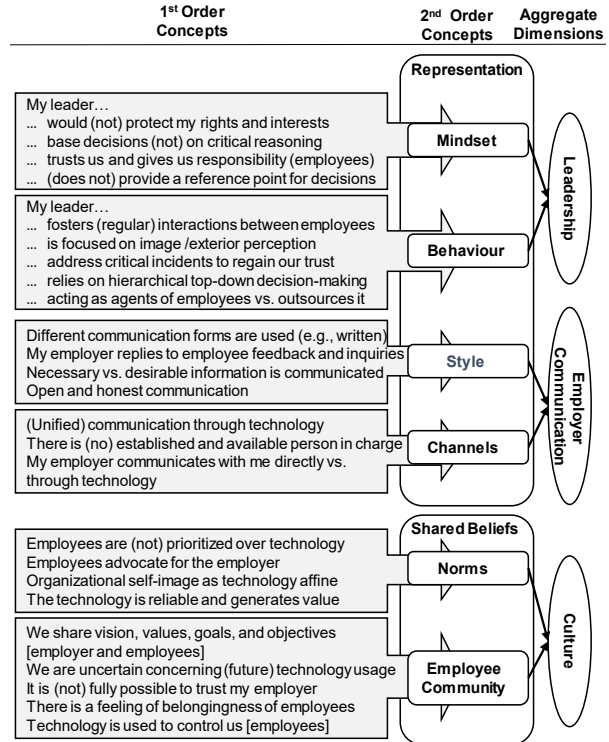 1st Order
Concepts
2nd Order
Concepts
Aggregate
Dimensions
Representation
My leader…
… would (not) protect my rights and interests
… base decisions (not) on critical reasoning
… trusts us and gives us responsibility (employees)
… (does not) provide a reference point for decisions
Mindset
My leader…
… fosters (regular) interactions between employees
… is focused on image /exterior perception
… address critical incidents to regain our trust
… relies on hierarchical top-down decision-making
… acting as agents of employees vs. outsources it
Behaviour
Leadership
Different communication forms are used (e.g., written)
My employer replies to employee feedback and inquiries
Necessary vs. desirable information is communicated
Open and honest communication
Style
(Unified) communication through technology
There is (no) established and available person in charge
My employer communicates with me directly vs.
through technology
Channels
Employer
Communication
Shared Beliefs
Employees are (not) prioritized over technology
Employees advocate for the employer
Organizational self-image as technology affine
The technology is reliable and generates value
Norms
We share vision, values, goals, and objectives
[employer and employees]
We are uncertain concerning (future) technology usage
It is (not) fully possible to trust my employer
There is a feeling of belongingness of employees
Technology is used to control us [employees]
Employee
Community
Culture